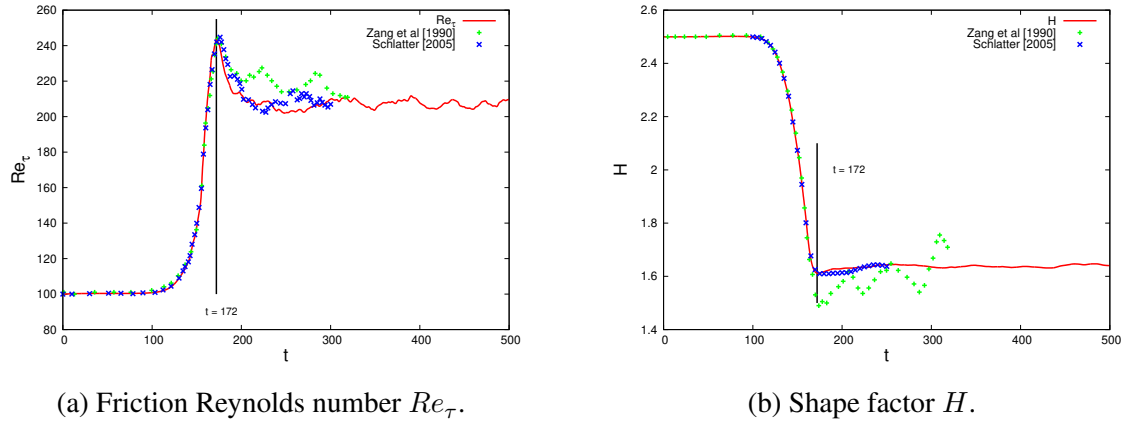 260
240
220
200
180
160
140
120
100
80
0
100
200
300
400
500
Re_τ
t
t = 172
Re_τ
Zang et al [1990]
Schlatter [2005]
2.6
2.4
2.2
2
1.8
1.6
1.4
0
100
200
300
400
500
H
t
t = 172
H
Zang et al [1990]
Schlatter [2005]
(a) Friction Reynolds number Re_τ.
(b) Shape factor H.